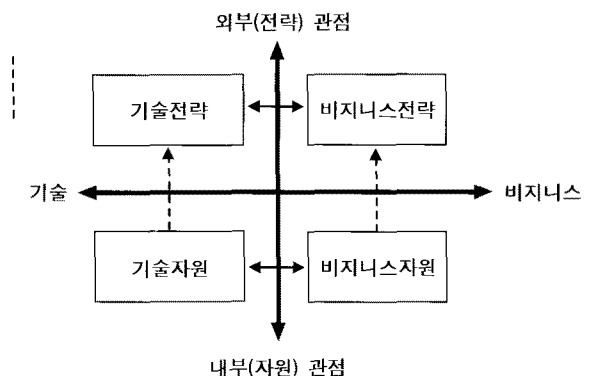 외부(전략) 관점
기술전략
비지니스전략
기술
비지니스
기술자원
비지니스자원
내부(자원) 관점